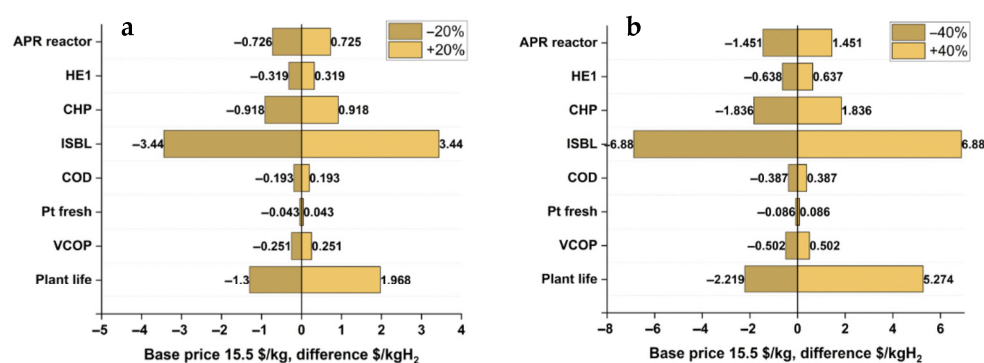 a
−20%
+20%
APR reactor
−0.726
0.725
HE1
−0.319
0.319
CHP
−0.918
0.918
ISBL
−3.44
3.44
COD
−0.193
0.193
Pt fresh
−0.043
0.043
VCOP
−0.251
0.251
Plant life
−1.3
1.968
−5 −4 −3 −2 −1 0 1 2 3 4
Base price 15.5 $/kg, difference $/kgH₂
b
−40%
+40%
APR reactor
−1.451
1.451
HE1
−0.638
0.637
CHP
−1.836
1.836
ISBL
−6.88
6.88
COD
−0.387
0.387
Pt fresh
−0.086
0.086
VCOP
−0.502
0.502
Plant life
−2.219
5.274
−8 −6 −4 −2 0 2 4 6
Base price 15.5 $/kg, difference $/kgH₂